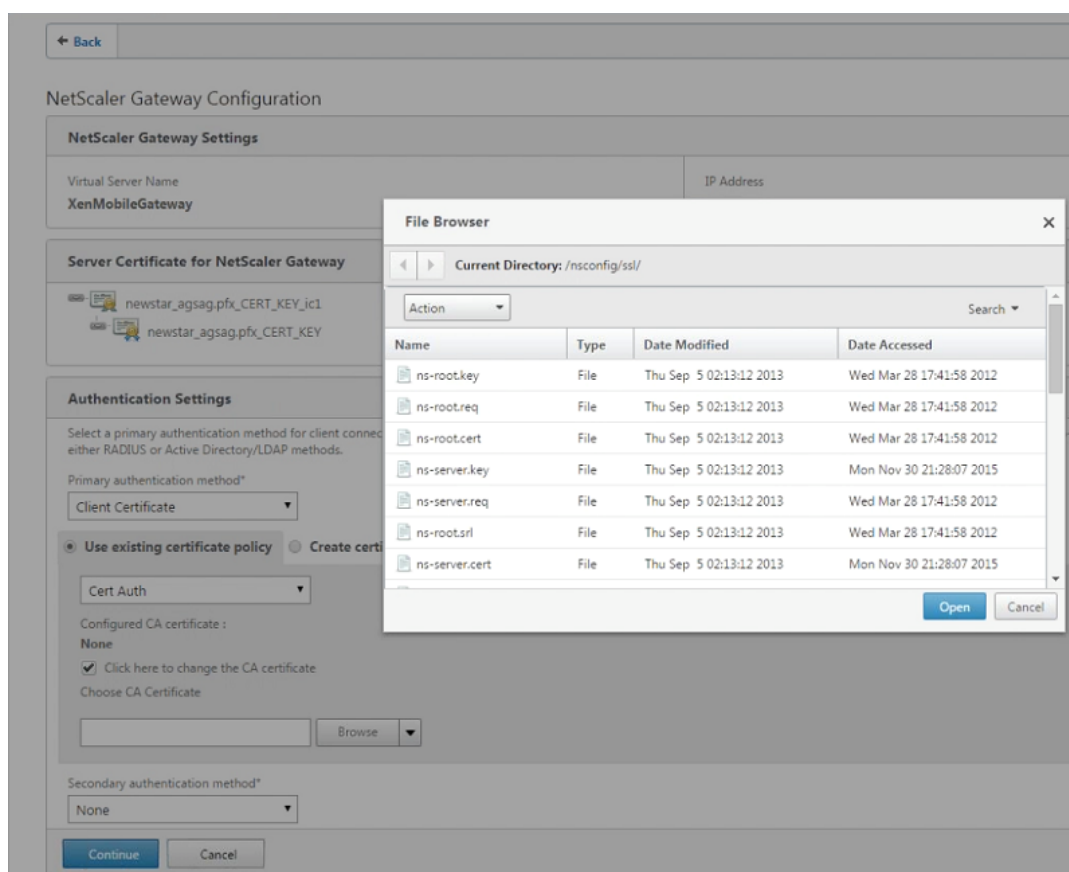 Back
NetScaler Gateway Configuration
NetScaler Gateway Settings
Virtual Server Name
IP Address
XenMobileGateway
Server Certificate for NetScaler Gateway
newstar_agsag.pfx_CERT_KEY_ic1
newstar_agsag.pfx_CERT_KEY
Authentication Settings
Select a primary authentication method for client connec
either RADIUS or Active Directory/LDAP methods.
Primary authentication method*
Client Certificate
Use existing certificate policy Create certi
Cert Auth
Configured CA certificate :
None
Click here to change the CA certificate
Choose CA Certificate
Browse
Secondary authentication method*
None
Continue Cancel
File Browser
Current Directory: /nsconfig/ssl/
Action Search
Name Type Date Modified Date Accessed
ns-root.key File Thu Sep 5 02:13:12 2013 Wed Mar 28 17:41:58 2012
ns-root.req File Thu Sep 5 02:13:12 2013 Wed Mar 28 17:41:58 2012
ns-root.cert File Thu Sep 5 02:13:12 2013 Wed Mar 28 17:41:58 2012
ns-server.key File Thu Sep 5 02:13:12 2013 Mon Nov 30 21:28:07 2015
ns-server.req File Thu Sep 5 02:13:12 2013 Wed Mar 28 17:41:58 2012
ns-root.srl File Thu Sep 5 02:13:12 2013 Wed Mar 28 17:41:58 2012
ns-server.cert File Thu Sep 5 02:13:12 2013 Mon Nov 30 21:28:07 2015
Open Cancel